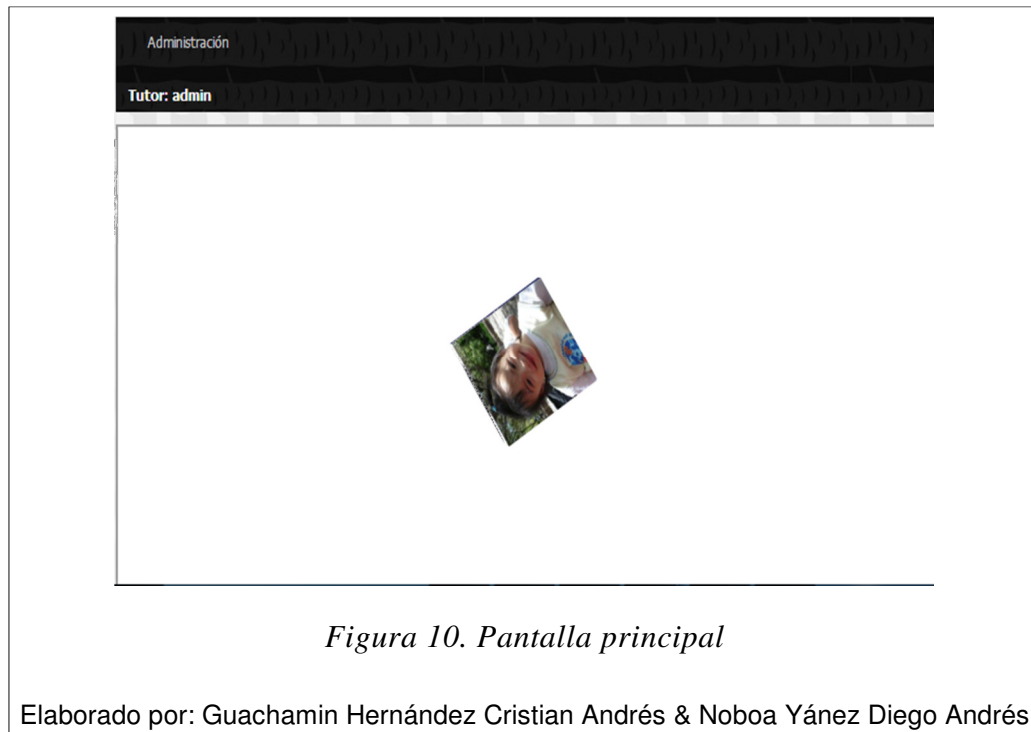 Administración
Tutor: admin
Figura 10. Pantalla principal
Elaborado por: Guachamin Hernández Cristian Andrés & Noboa Yánez Diego Andrés